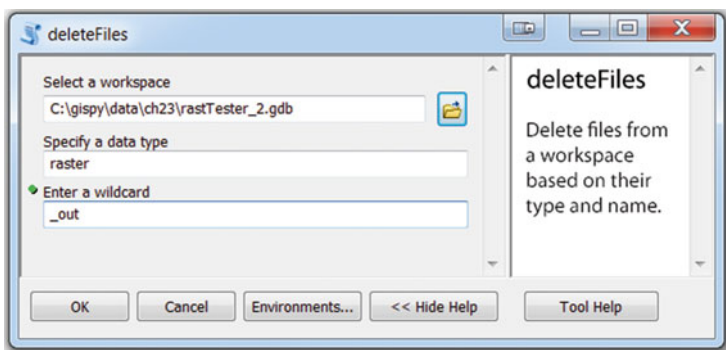 deleteFiles
Select a workspace
C:\gispy\data\ch23\rastTester_2.gdb
Specify a data type
raster
Enter a wildcard
_out
OK
Cancel
Environments...
<< Hide Help
deleteFiles
Delete files from
a workspace
based on their
type and name.
Tool Help